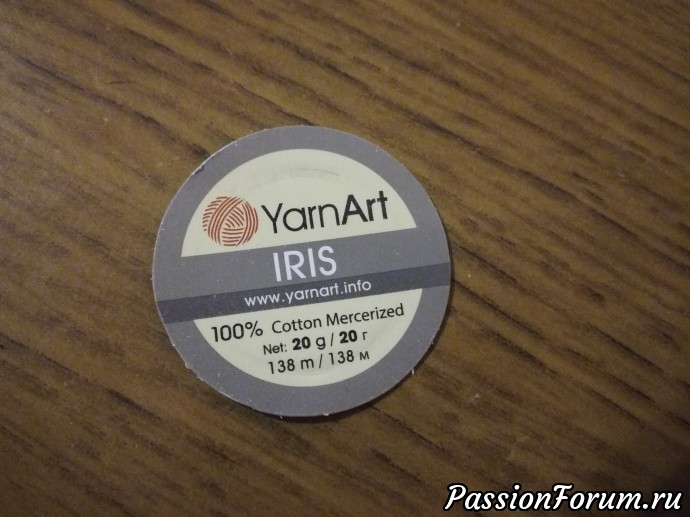 YarnArt
IRIS
www.yarnart.info
100% Cotton Mercerized
Net: 20 g / 20 г
138 m / 138 м
PassionForum.ru